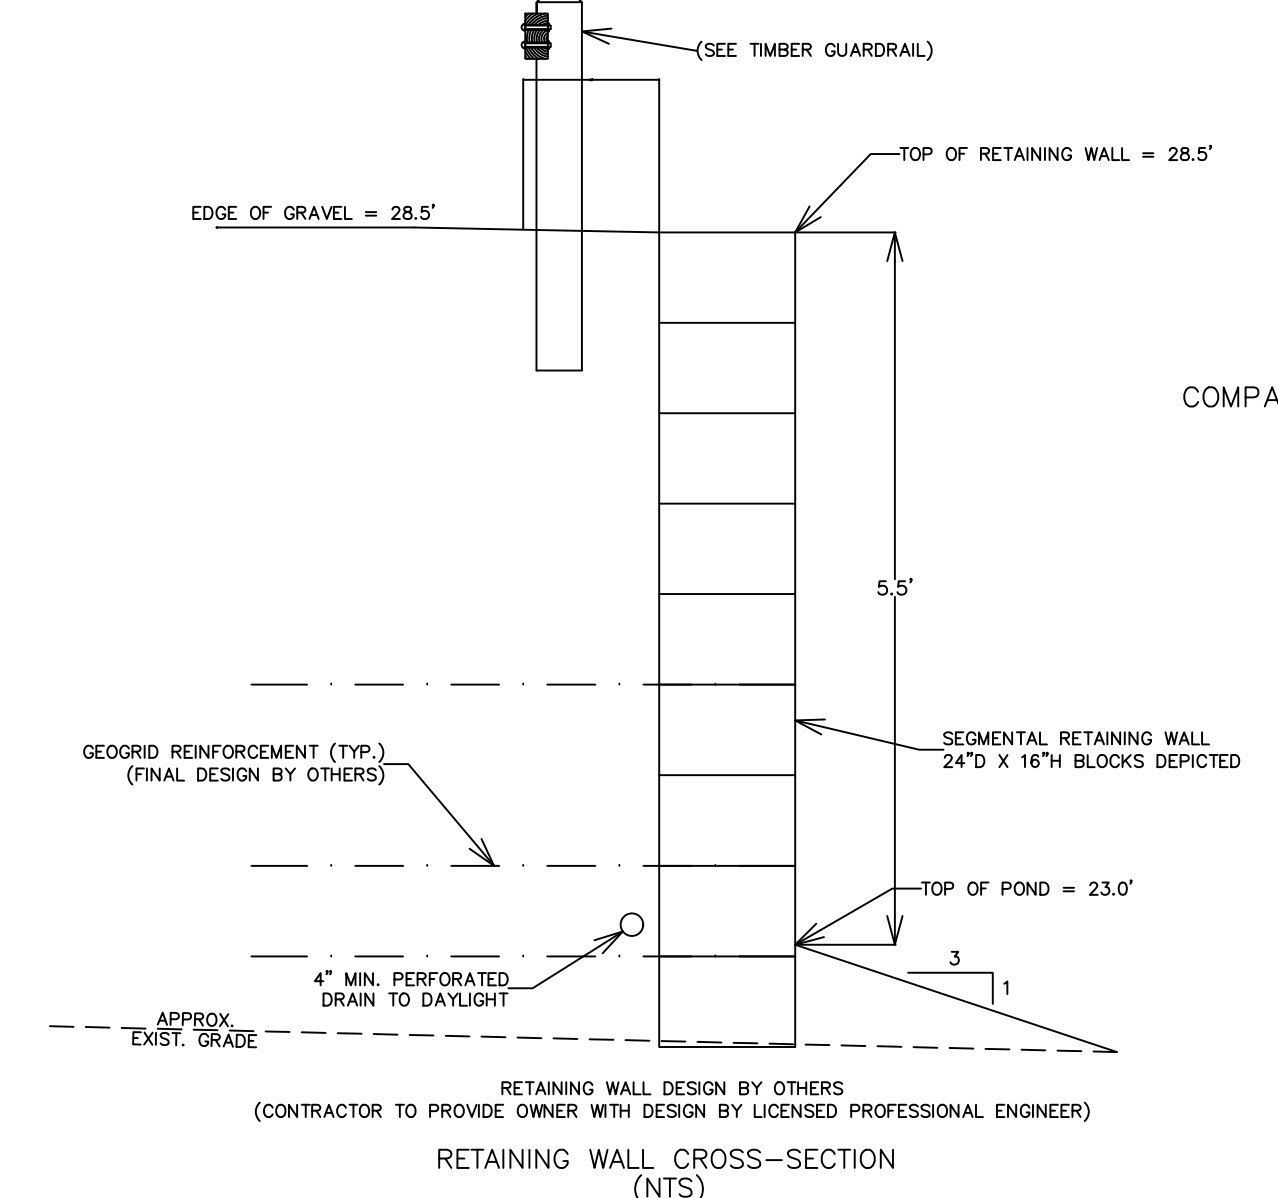 (SEE TIMBER GUARDRAIL)
TOP OF RETAINING WALL = 28.5'
EDGE OF GRAVEL = 28.5'
COMPA
5.5'
SEGMENTAL RETAINING WALL
24"D X 16"H BLOCKS DEPICTED
GEOGRID REINFORCEMENT (TYP.)
(FINAL DESIGN BY OTHERS)
TOP OF POND = 23.0'
3
1
4" MIN. PERFORATED
DRAIN TO DAYLIGHT
APPROX.
EXIST. GRADE
RETAINING WALL DESIGN BY OTHERS
(CONTRACTOR TO PROVIDE OWNER WITH DESIGN BY LICENSED PROFESSIONAL ENGINEER)
RETAINING WALL CROSS-SECTION
(NTS)